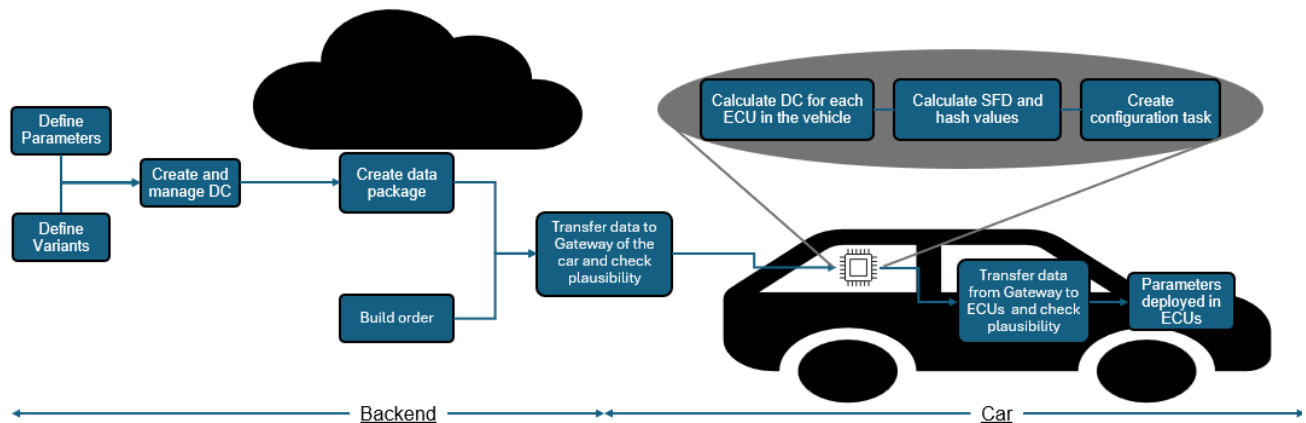 Define
Parameters
Define
Variants
Create and
manage DC
Create data
package
Build order
Transfer data to
Gateway of the
car and check
plausibility
Calculate DC for each
ECU in the vehicle
Calculate SFD and
hash values
Create
configuration task
Transfer data
from Gateway to
ECUs and check
plausibility
Parameters
deployed in
ECUs
Backend
Car